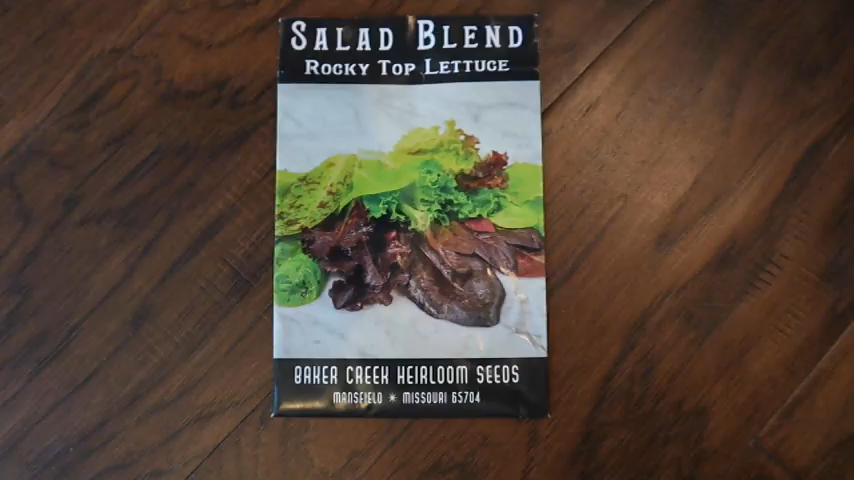 SALAD BLEND
ROCKY TOP LETTUCE
BAKER CREEK HEIRLOOM SEEDS
MANSFIELD * MISSOURI 65704